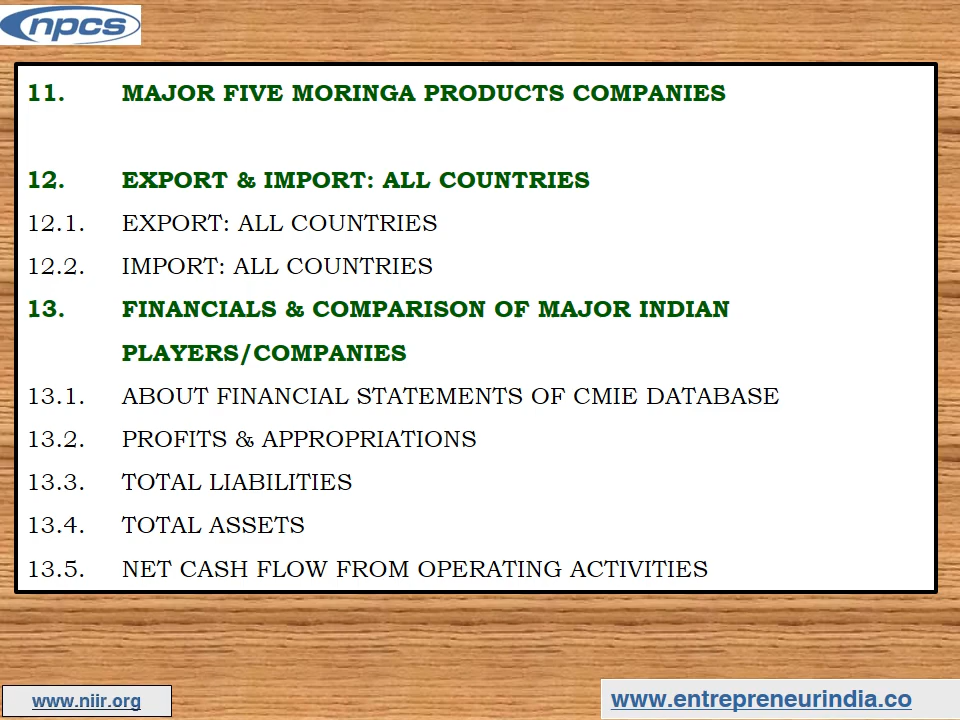 npcs
11. MAJOR FIVE MORINGA PRODUCTS COMPANIES
12. EXPORT & IMPORT: ALL COUNTRIES
12.1. EXPORT: ALL COUNTRIES
12.2. IMPORT: ALL COUNTRIES
13. FINANCIALS & COMPARISON OF MAJOR INDIAN
PLAYERS/COMPANIES
13.1. ABOUT FINANCIAL STATEMENTS OF CMIE DATABASE
13.2. PROFITS & APPROPRIATIONS
13.3. TOTAL LIABILITIES
13.4. TOTAL ASSETS
13.5. NET CASH FLOW FROM OPERATING ACTIVITIES
www.niir.org
www.entrepreneurindia.co